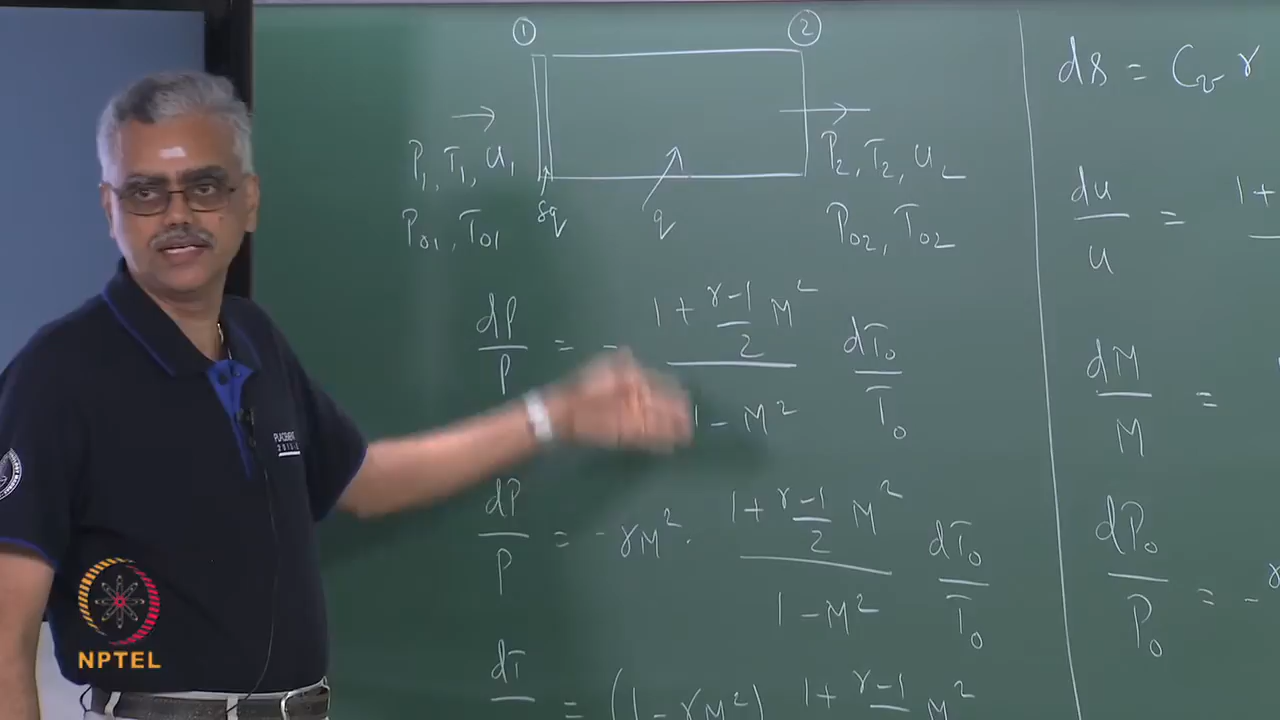 ① ②
P₁, T₁, u₁
P₀₁, T₀₁
δq
q
P₂, T₂, u₂
P₀₂, T₀₂
dρ/ρ = - (1 + (γ-1)/2 M²)/(1 - M²) dT₀/T₀
dP/P = - γM² · (1 + (γ-1)/2 M²)/(1 - M²) dT₀/T₀
dT = (1 - γM²) 1 + γ-1 M²
ds = Cᵥ γ
du/u = 1 +
dM/M =
dP₀/P₀ = -
PLACEMENT
NPTEL